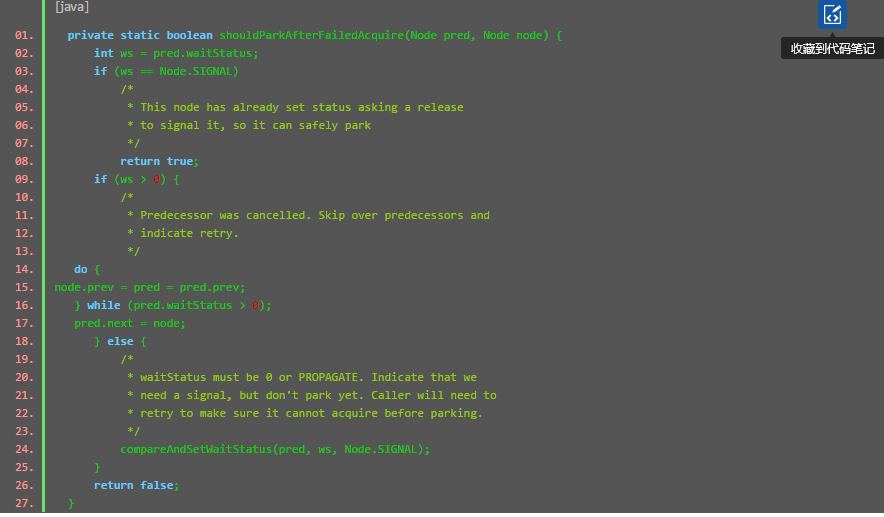 [java]
收藏到代码笔记
01. private static boolean shouldParkAfterFailedAcquire(Node pred, Node node) {
02. int ws = pred.waitStatus;
03. if (ws == Node.SIGNAL)
04. /*
05. * This node has already set status asking a release
06. * to signal it, so it can safely park
07. */
08. return true;
09. if (ws > 0) {
10. /*
11. * Predecessor was cancelled. Skip over predecessors and
12. * indicate retry.
13. */
14. do {
15. node.prev = pred = pred.prev;
16. } while (pred.waitStatus > 0);
17. pred.next = node;
18. } else {
19. /*
20. * waitStatus must be 0 or PROPAGATE. Indicate that we
21. * need a signal, but don't park yet. Caller will need to
22. * retry to make sure it cannot acquire before parking.
23. */
24. compareAndSetWaitStatus(pred, ws, Node.SIGNAL);
25. }
26. return false;
27. }